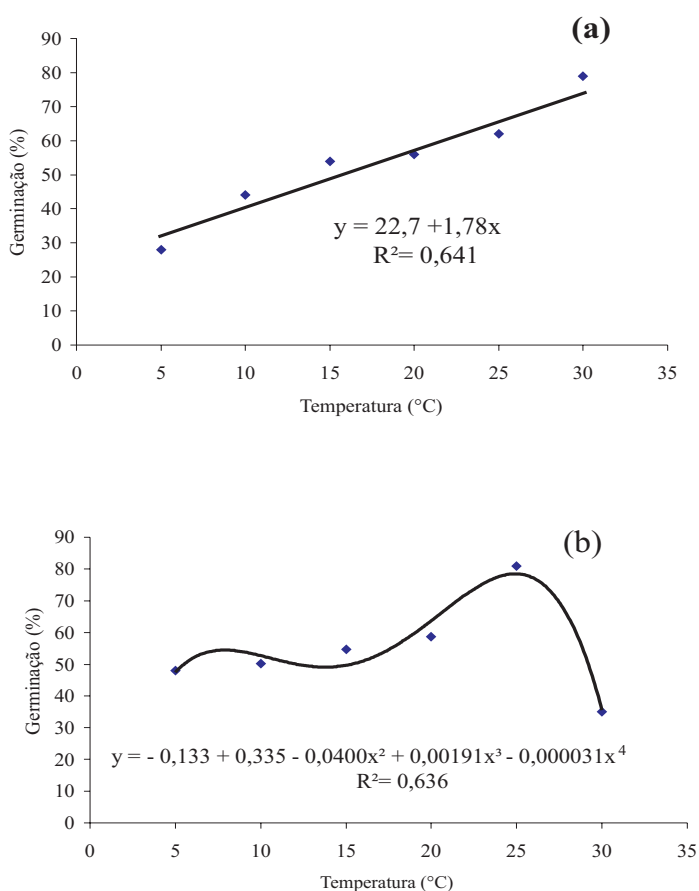 (a)
90
80
70
60
50
40
30
20
10
0
Germinação (%)
y = 22,7 +1,78x
R²= 0,641
0 5 10 15 20 25 30 35
Temperatura (°C)
(b)
90
80
70
60
50
40
30
20
10
0
Germinação (%)
y = - 0,133 + 0,335 - 0,0400x² + 0,00191x³ - 0,000031x⁴
R²= 0,636
0 5 10 15 20 25 30 35
Temperatura (°C)